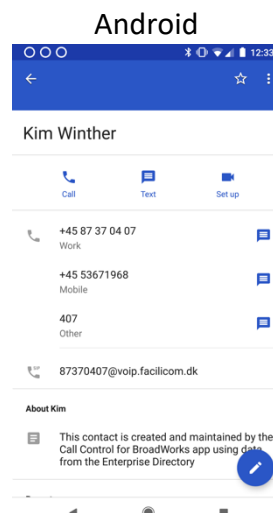 Android
12:33
Kim Winther
Call Text Set up
+45 87 37 04 07
Work
+45 53671968
Mobile
407
Other
SIP
87370407@voip.facilicom.dk
About Kim
This contact is created and maintained by the
Call Control for BroadWorks app using data
from the Enterprise Directory